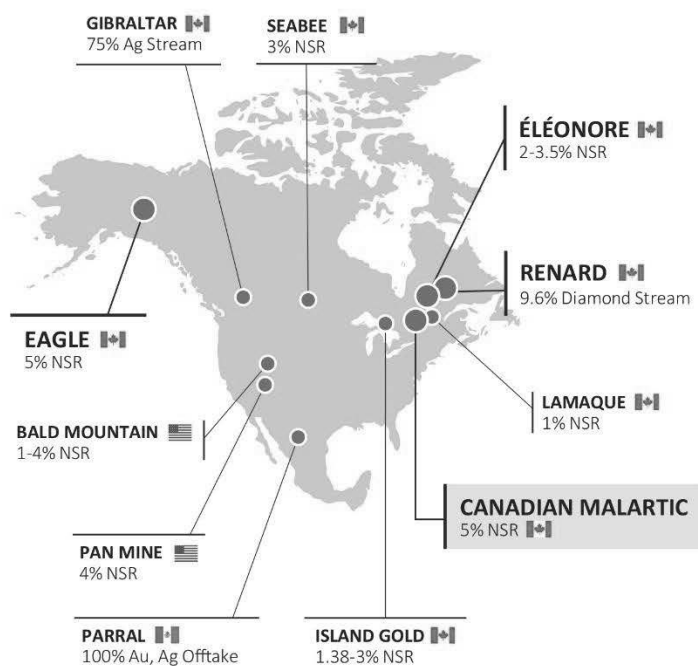 GIBRALTAR
75% Ag Stream
SEABEE
3% NSR
ÉLÉONORE
2-3.5% NSR
RENARD
9.6% Diamond Stream
EAGLE
5% NSR
LAMAQUE
1% NSR
BALD MOUNTAIN
1-4% NSR
CANADIAN MALARTIC
5% NSR
PAN MINE
4% NSR
PARRAL
100% Au, Ag Offtake
ISLAND GOLD
1.38-3% NSR